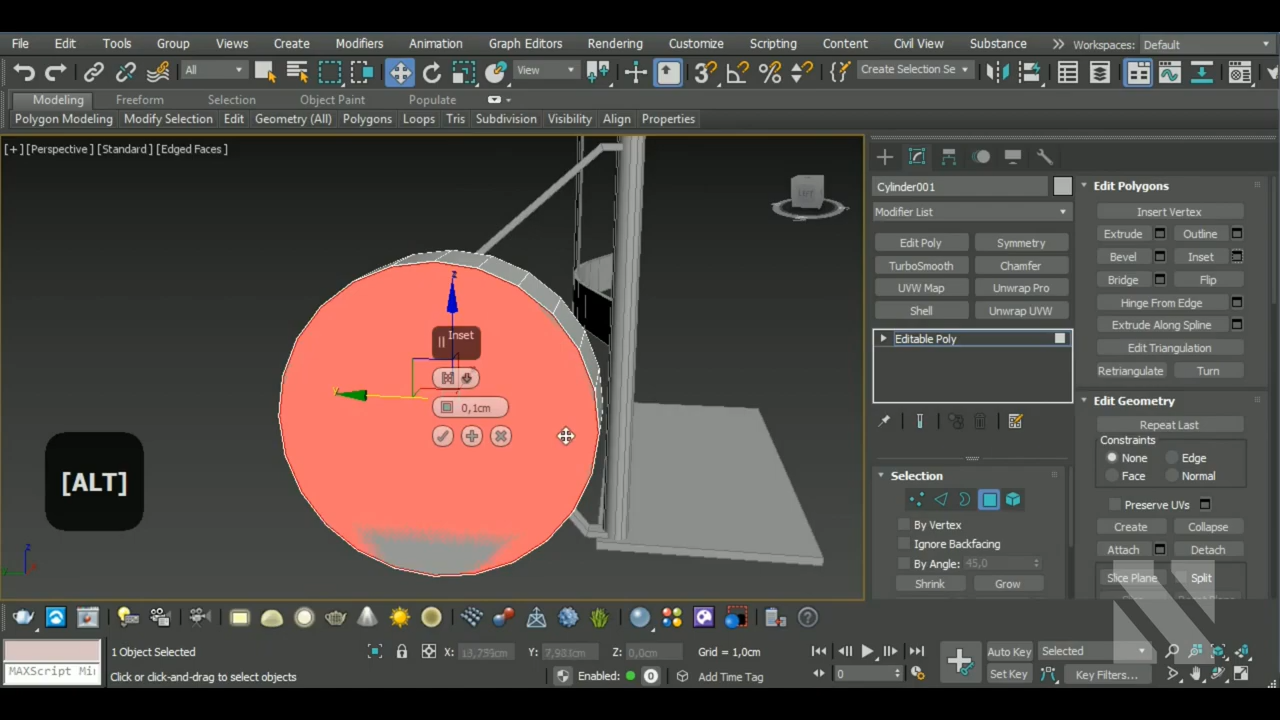 File Edit Tools Group Views Create Modifiers Animation Graph Editors Rendering Customize Scripting Content Civil View Substance Workspaces: Default
All View Create Selection Se
Modeling Freeform Selection Object Paint Populate
Polygon Modeling Modify Selection Edit Geometry (All) Polygons Loops Tris Subdivision Visibility Align Properties
[+] [Perspective] [Standard] [Edged Faces]
Inset
0,1cm
[ALT]
Cylinder001
Modifier List
Edit Poly Symmetry
TurboSmooth Chamfer
UVW Map Unwrap Pro
Shell Unwrap UVW
Editable Poly
Selection
By Vertex
Ignore Backfacing
By Angle: 45,0
Shrink Grow
Edit Polygons
Insert Vertex
Extrude Outline
Bevel Inset
Bridge Flip
Hinge From Edge
Extrude Along Spline
Edit Triangulation
Retriangulate Turn
Edit Geometry
Repeat Last
Constraints
None Edge
Face Normal
Preserve UVs
Create Collapse
Attach Detach
Slice Plane Split
1 Object Selected X: 13,759cm Y: 7,983cm Z: 0,0cm Grid = 1,0cm Auto Key Selected
MAXScript Mi Click or click-and-drag to select objects Enabled: 0 Add Time Tag 0 Set Key Key Filters...